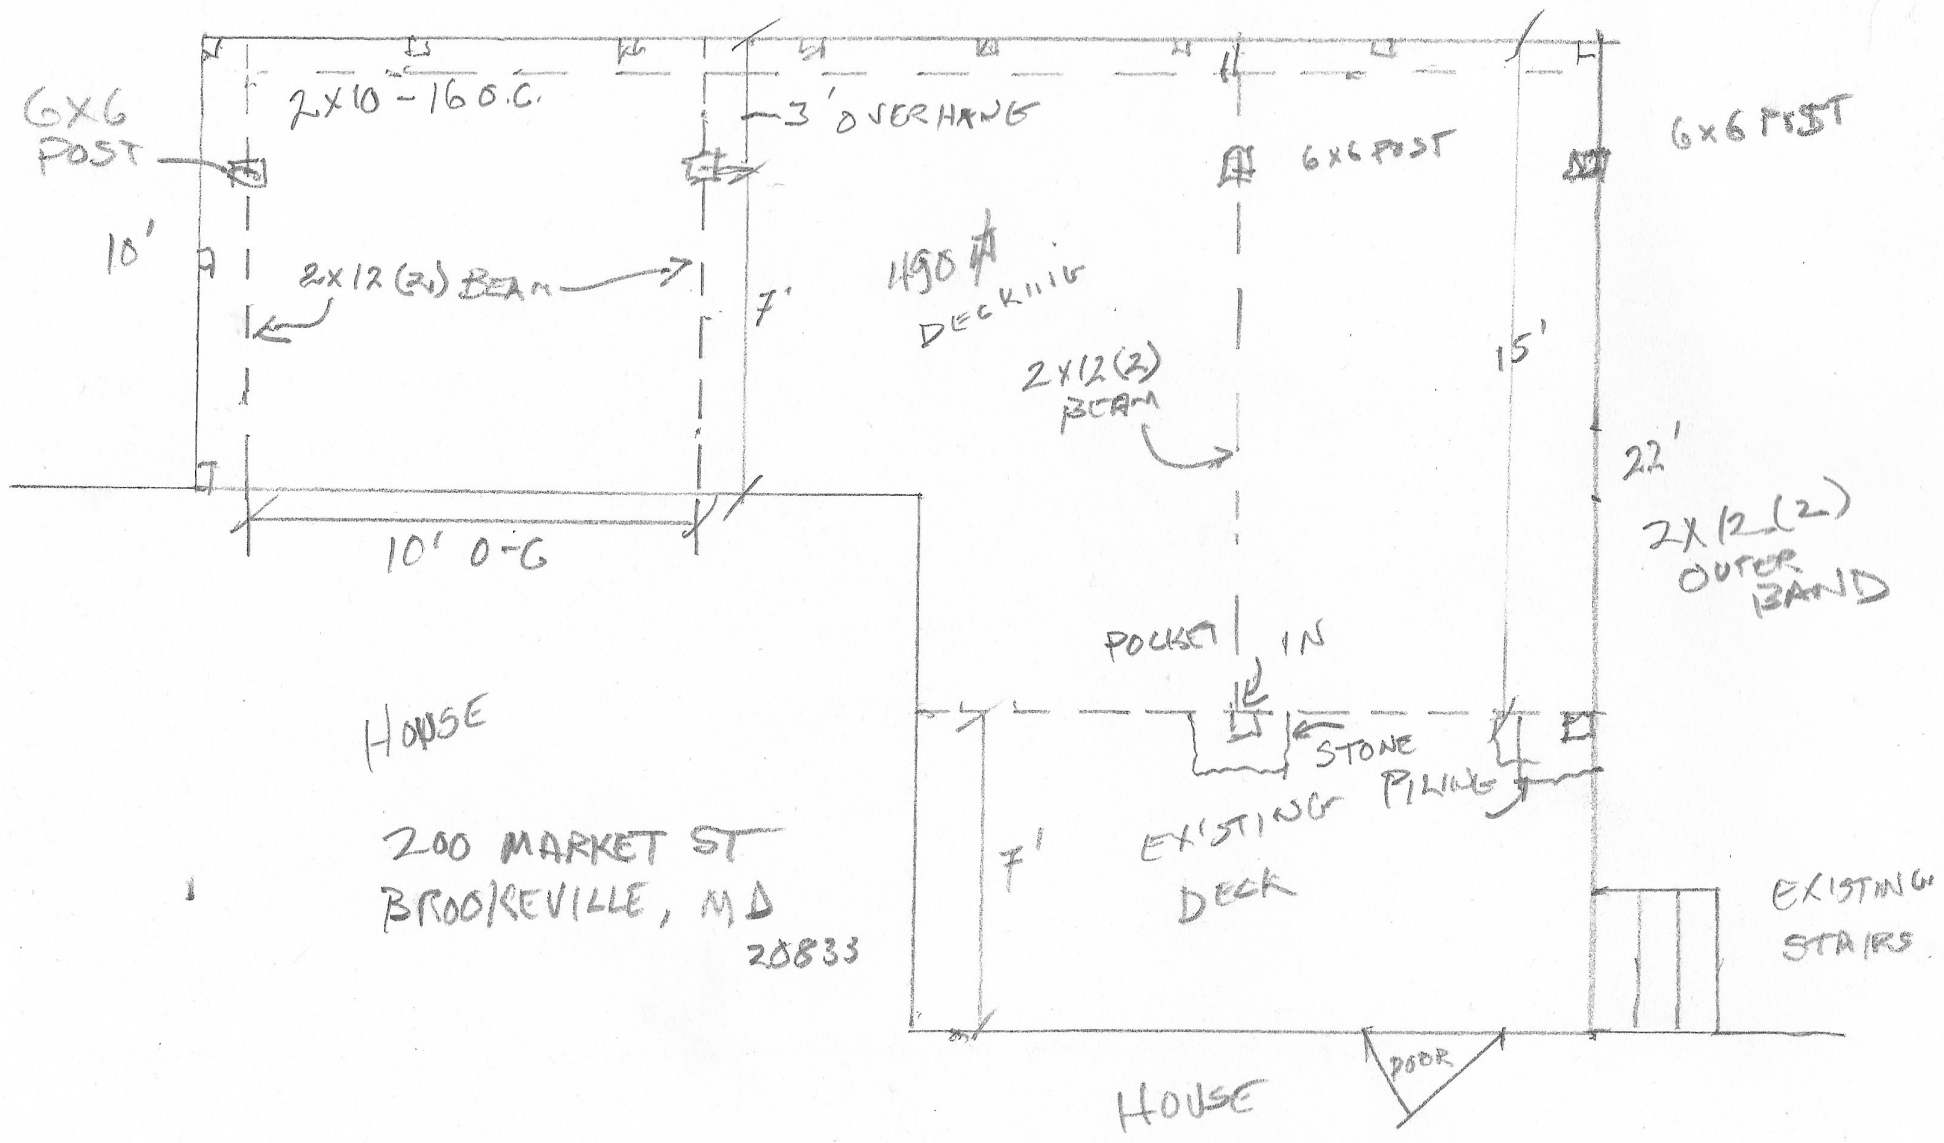 6X6
POST
2X10-16 O.C.
3' OVERHANG
6X6 POST
6X6 POST
10'
2X12(2) BEAM
7'
490
DECKING
2X12(2)
BEAM
15'
22'
2X12(2)
OUTER
BAND
10' O-G
POCKET IN
HOUSE
STONE
PILING
7'
EXISTING
DECK
200 MARKET ST
BROOKEVILLE, MD
20833
EXISTING
STAIRS
DOOR
HOUSE